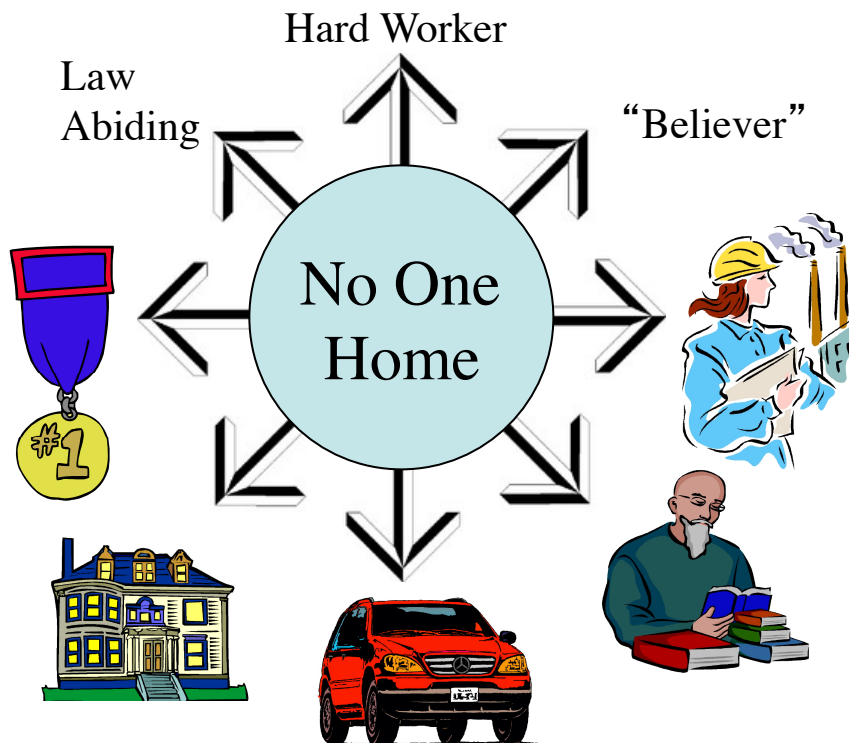 Hard Worker
Law
Abiding
“Believer”
No One
Home
#1